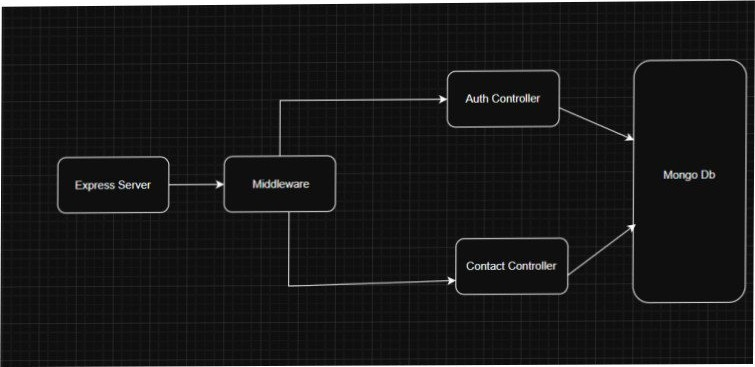 Auth Controller
Express Server
Middleware
Mongo Db
Contact Controller